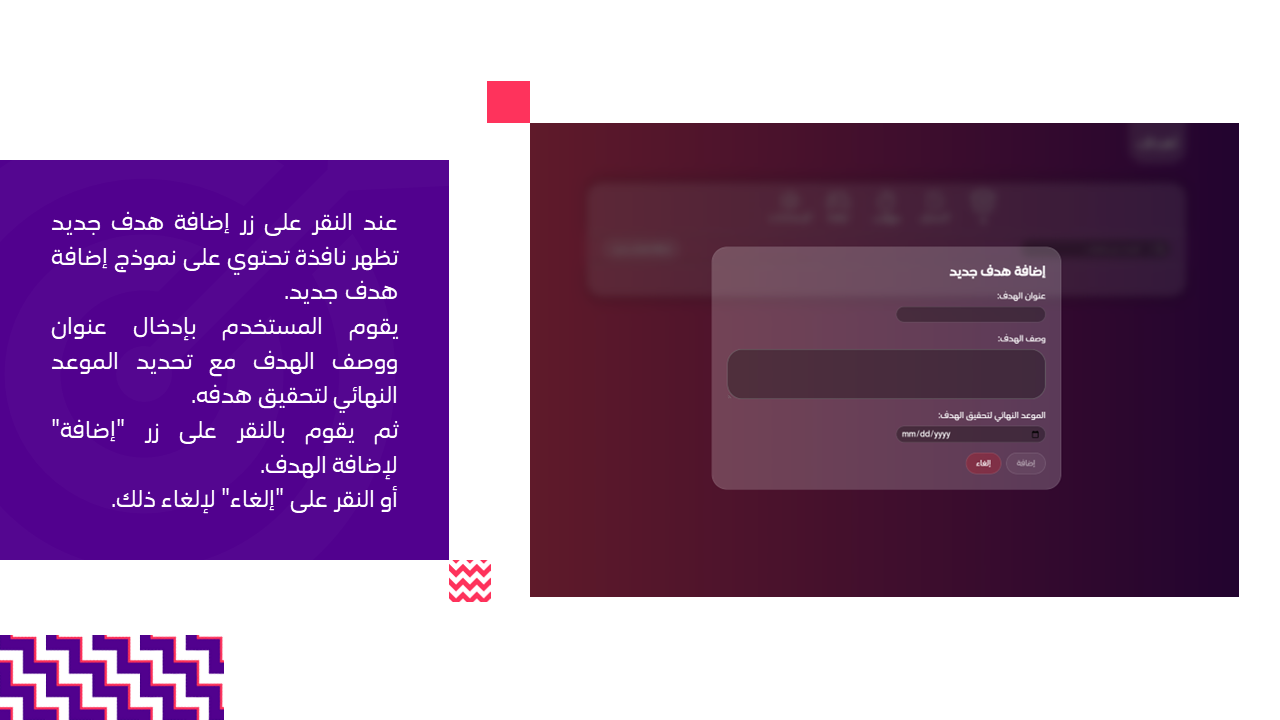 عند النقر على زر إضافة هدف جديد
تظهر نافذة تحتوي على نموذج إضافة
هدف جديد.
يقوم المستخدم بإدخال عنوان
ووصف الهدف مع تحديد الموعد
النهائي لتحقيق هدفه.
ثم يقوم بالنقر على زر "إضافة"
لإضافة الهدف.
أو النقر على "إلغاء" لإلغاء ذلك.
إضافة هدف جديد
عنوان الهدف:
وصف الهدف:
الموعد النهائي لتحقيق الهدف:
mm/dd/yyyy
إضافة
إلغاء